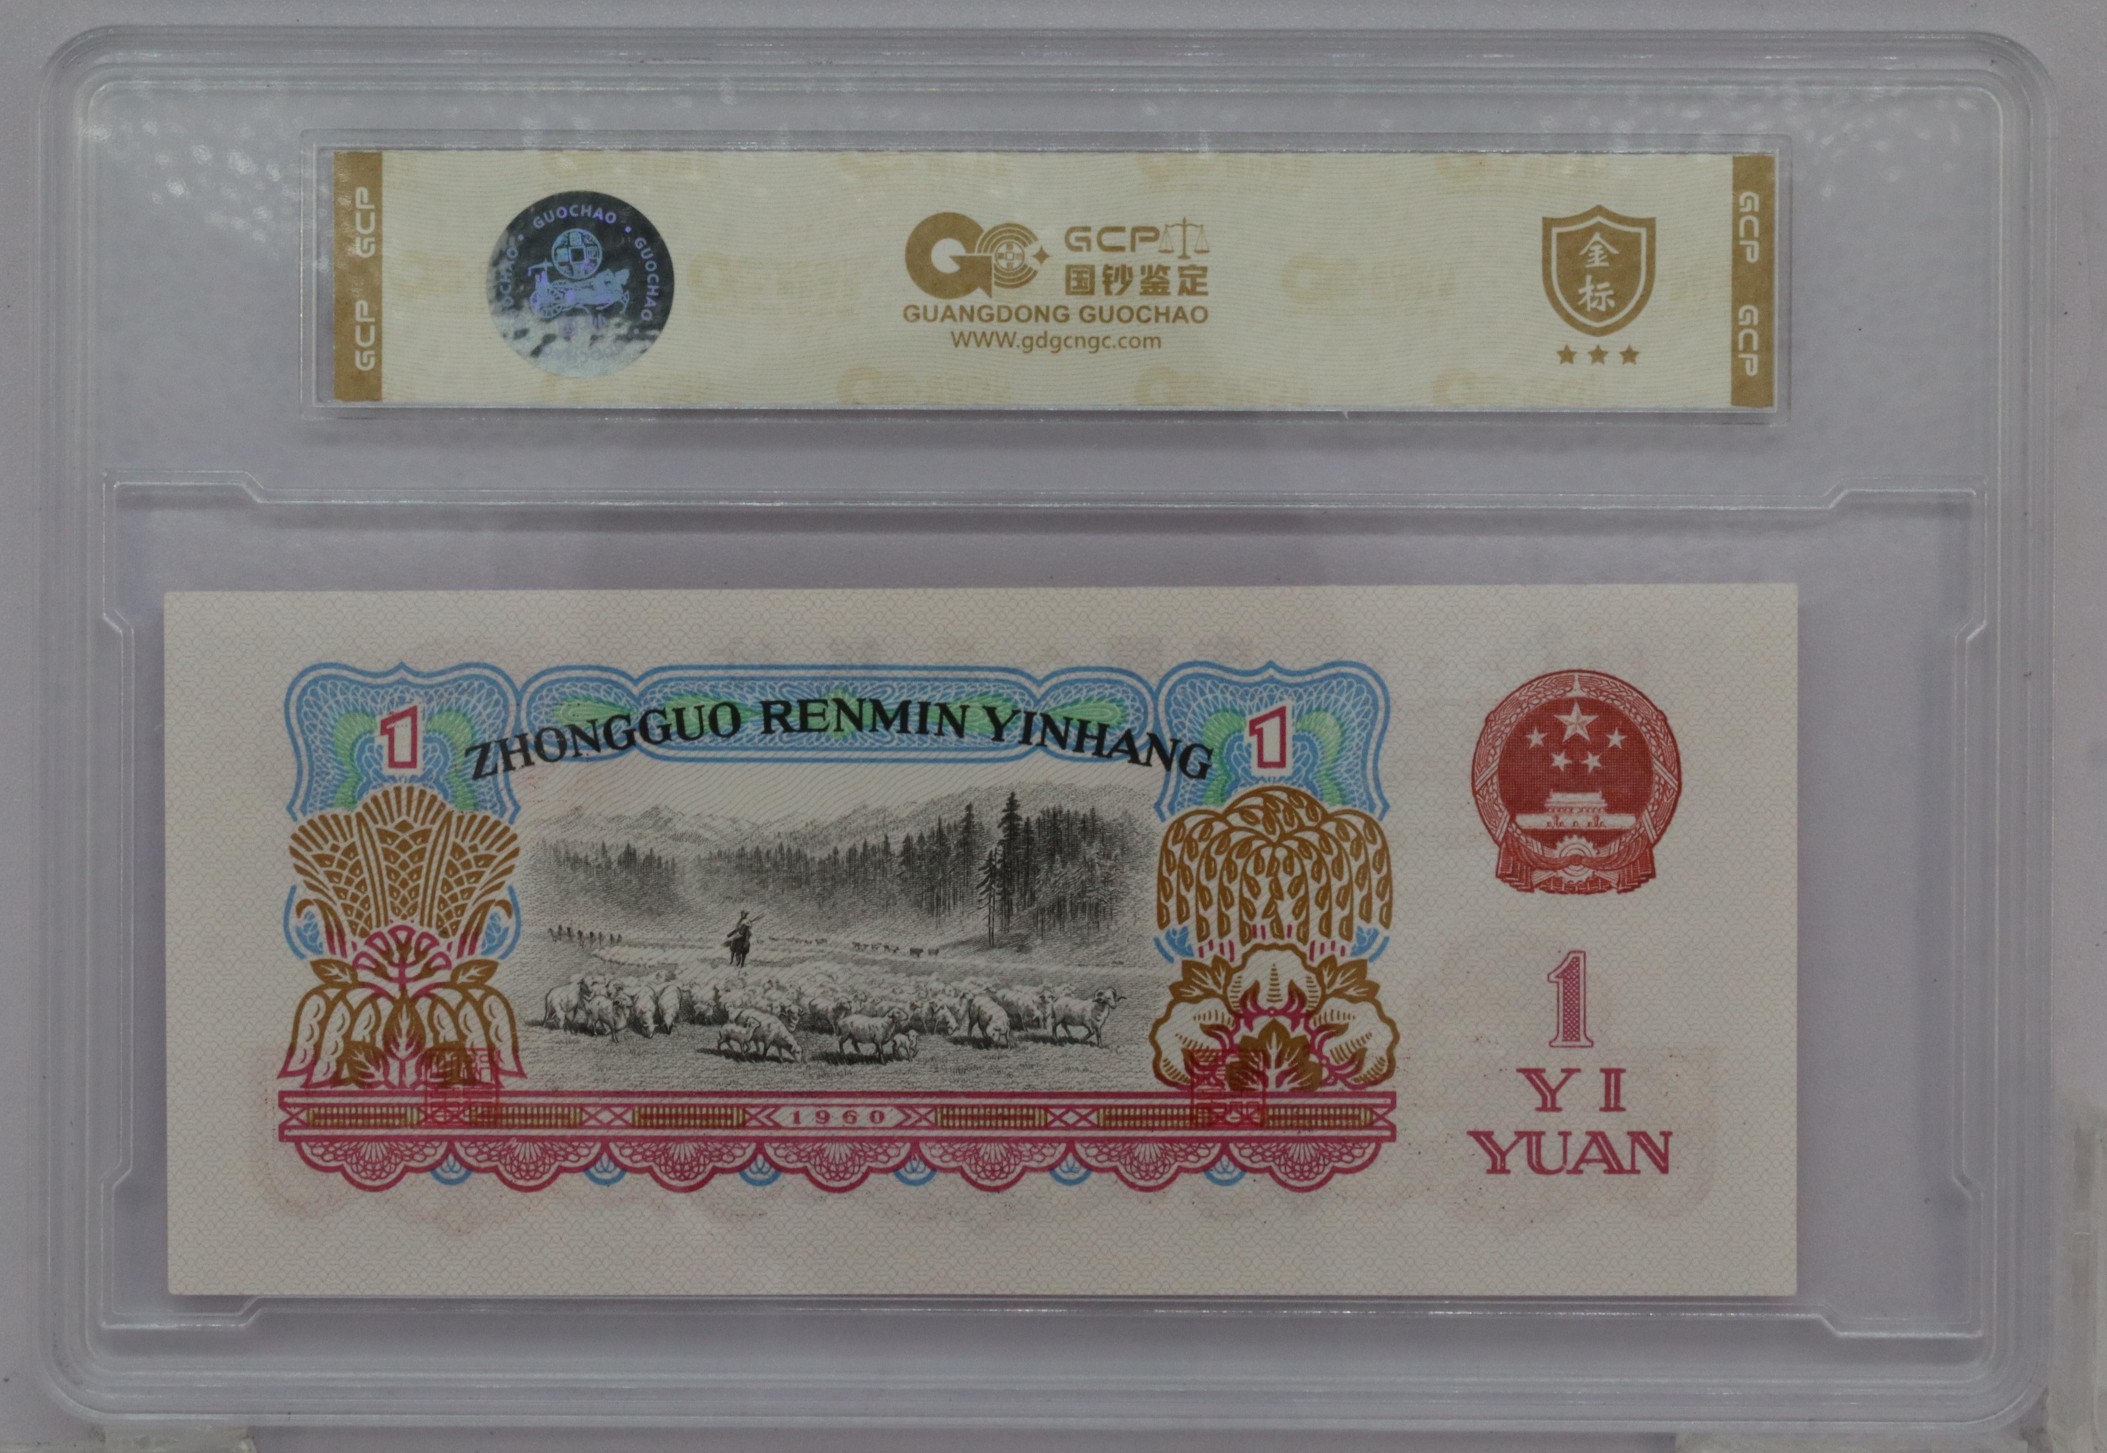 GCP GCP
GUOCHAO • GUOCHAO
GCP
国钞鉴定
GUANGDONG GUOCHAO
WWW.gdgcngc.com
金标
GCP GCP
1
ZHONGGUO RENMIN YINHANG
1
1960
1
YI
YUAN